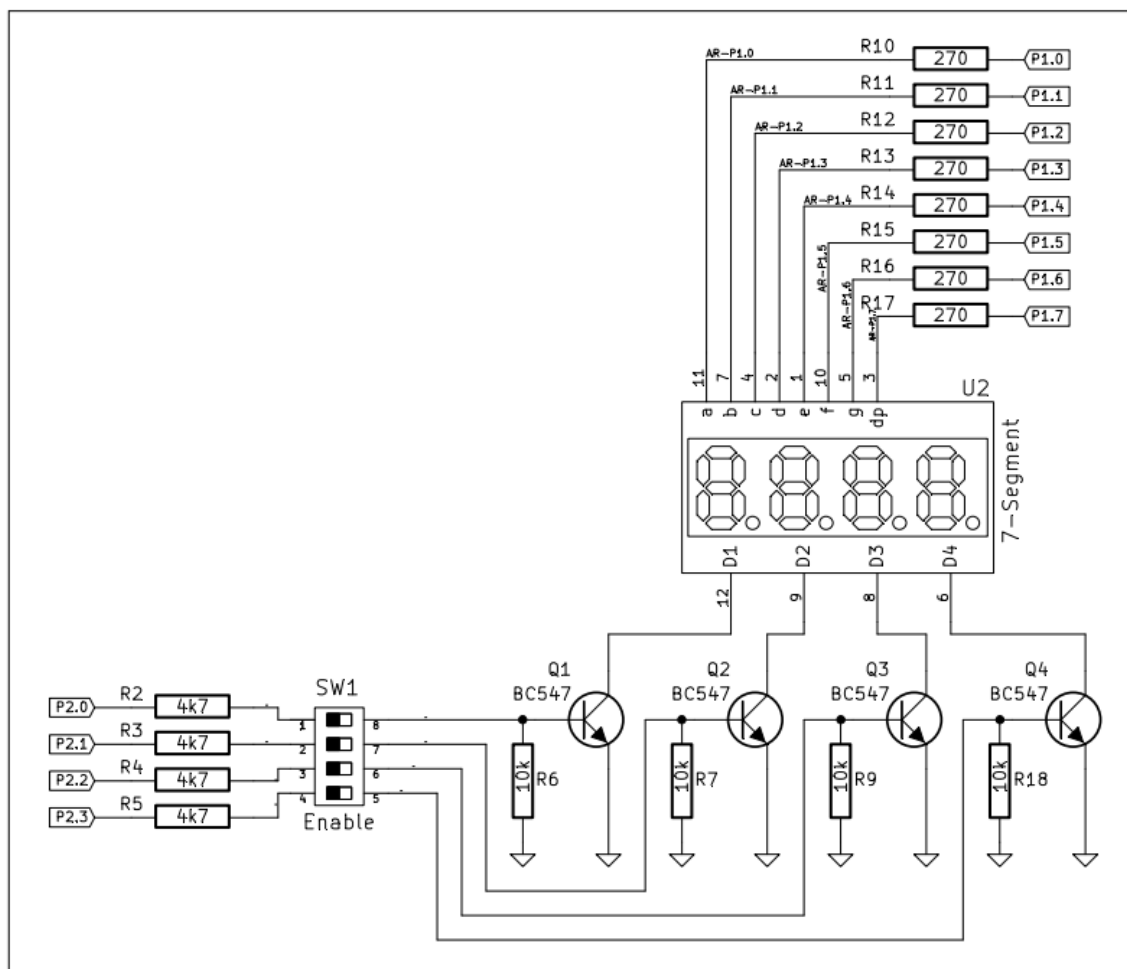 AR-P1.0 R10 270 P1.0
AR-P1.1 R11 270 P1.1
AR-P1.2 R12 270 P1.2
AR-P1.3 R13 270 P1.3
AR-P1.4 R14 270 P1.4
AR-P1.5 R15 270 P1.5
AR-P1.6 R16 270 P1.6
AR-P1.7 R17 270 P1.7
11 7 4 2 1 10 5 3
U2
a b c d e f g dp
7-Segment
D1 D2 D3 D4
12 9 8 6
Q1 Q2 Q3 Q4
BC547 BC547 BC547 BC547
SW1
P2.0 R2 4k7 1 8
P2.1 R3 4k7 2 7
P2.2 R4 4k7 3 6
P2.3 R5 4k7 4 5
Enable
10k R6 10k R7 10k R9 10k R18